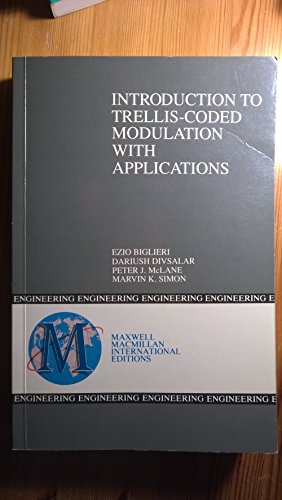 INTRODUCTION TO
TRELLIS-CODED
MODULATION
WITH
APPLICATIONS
EZIO BIGLIERI
DARIUSH DIVSALAR
PETER J. McLANE
MARVIN K. SIMON
ENGINEERING ENGINEERING ENGINEERING ENGINEERING E
M
MAXWELL
MACMILLAN
INTERNATIONAL
EDITIONS
ENGINEERING ENGINEERING ENGINEERING ENGINEERING E